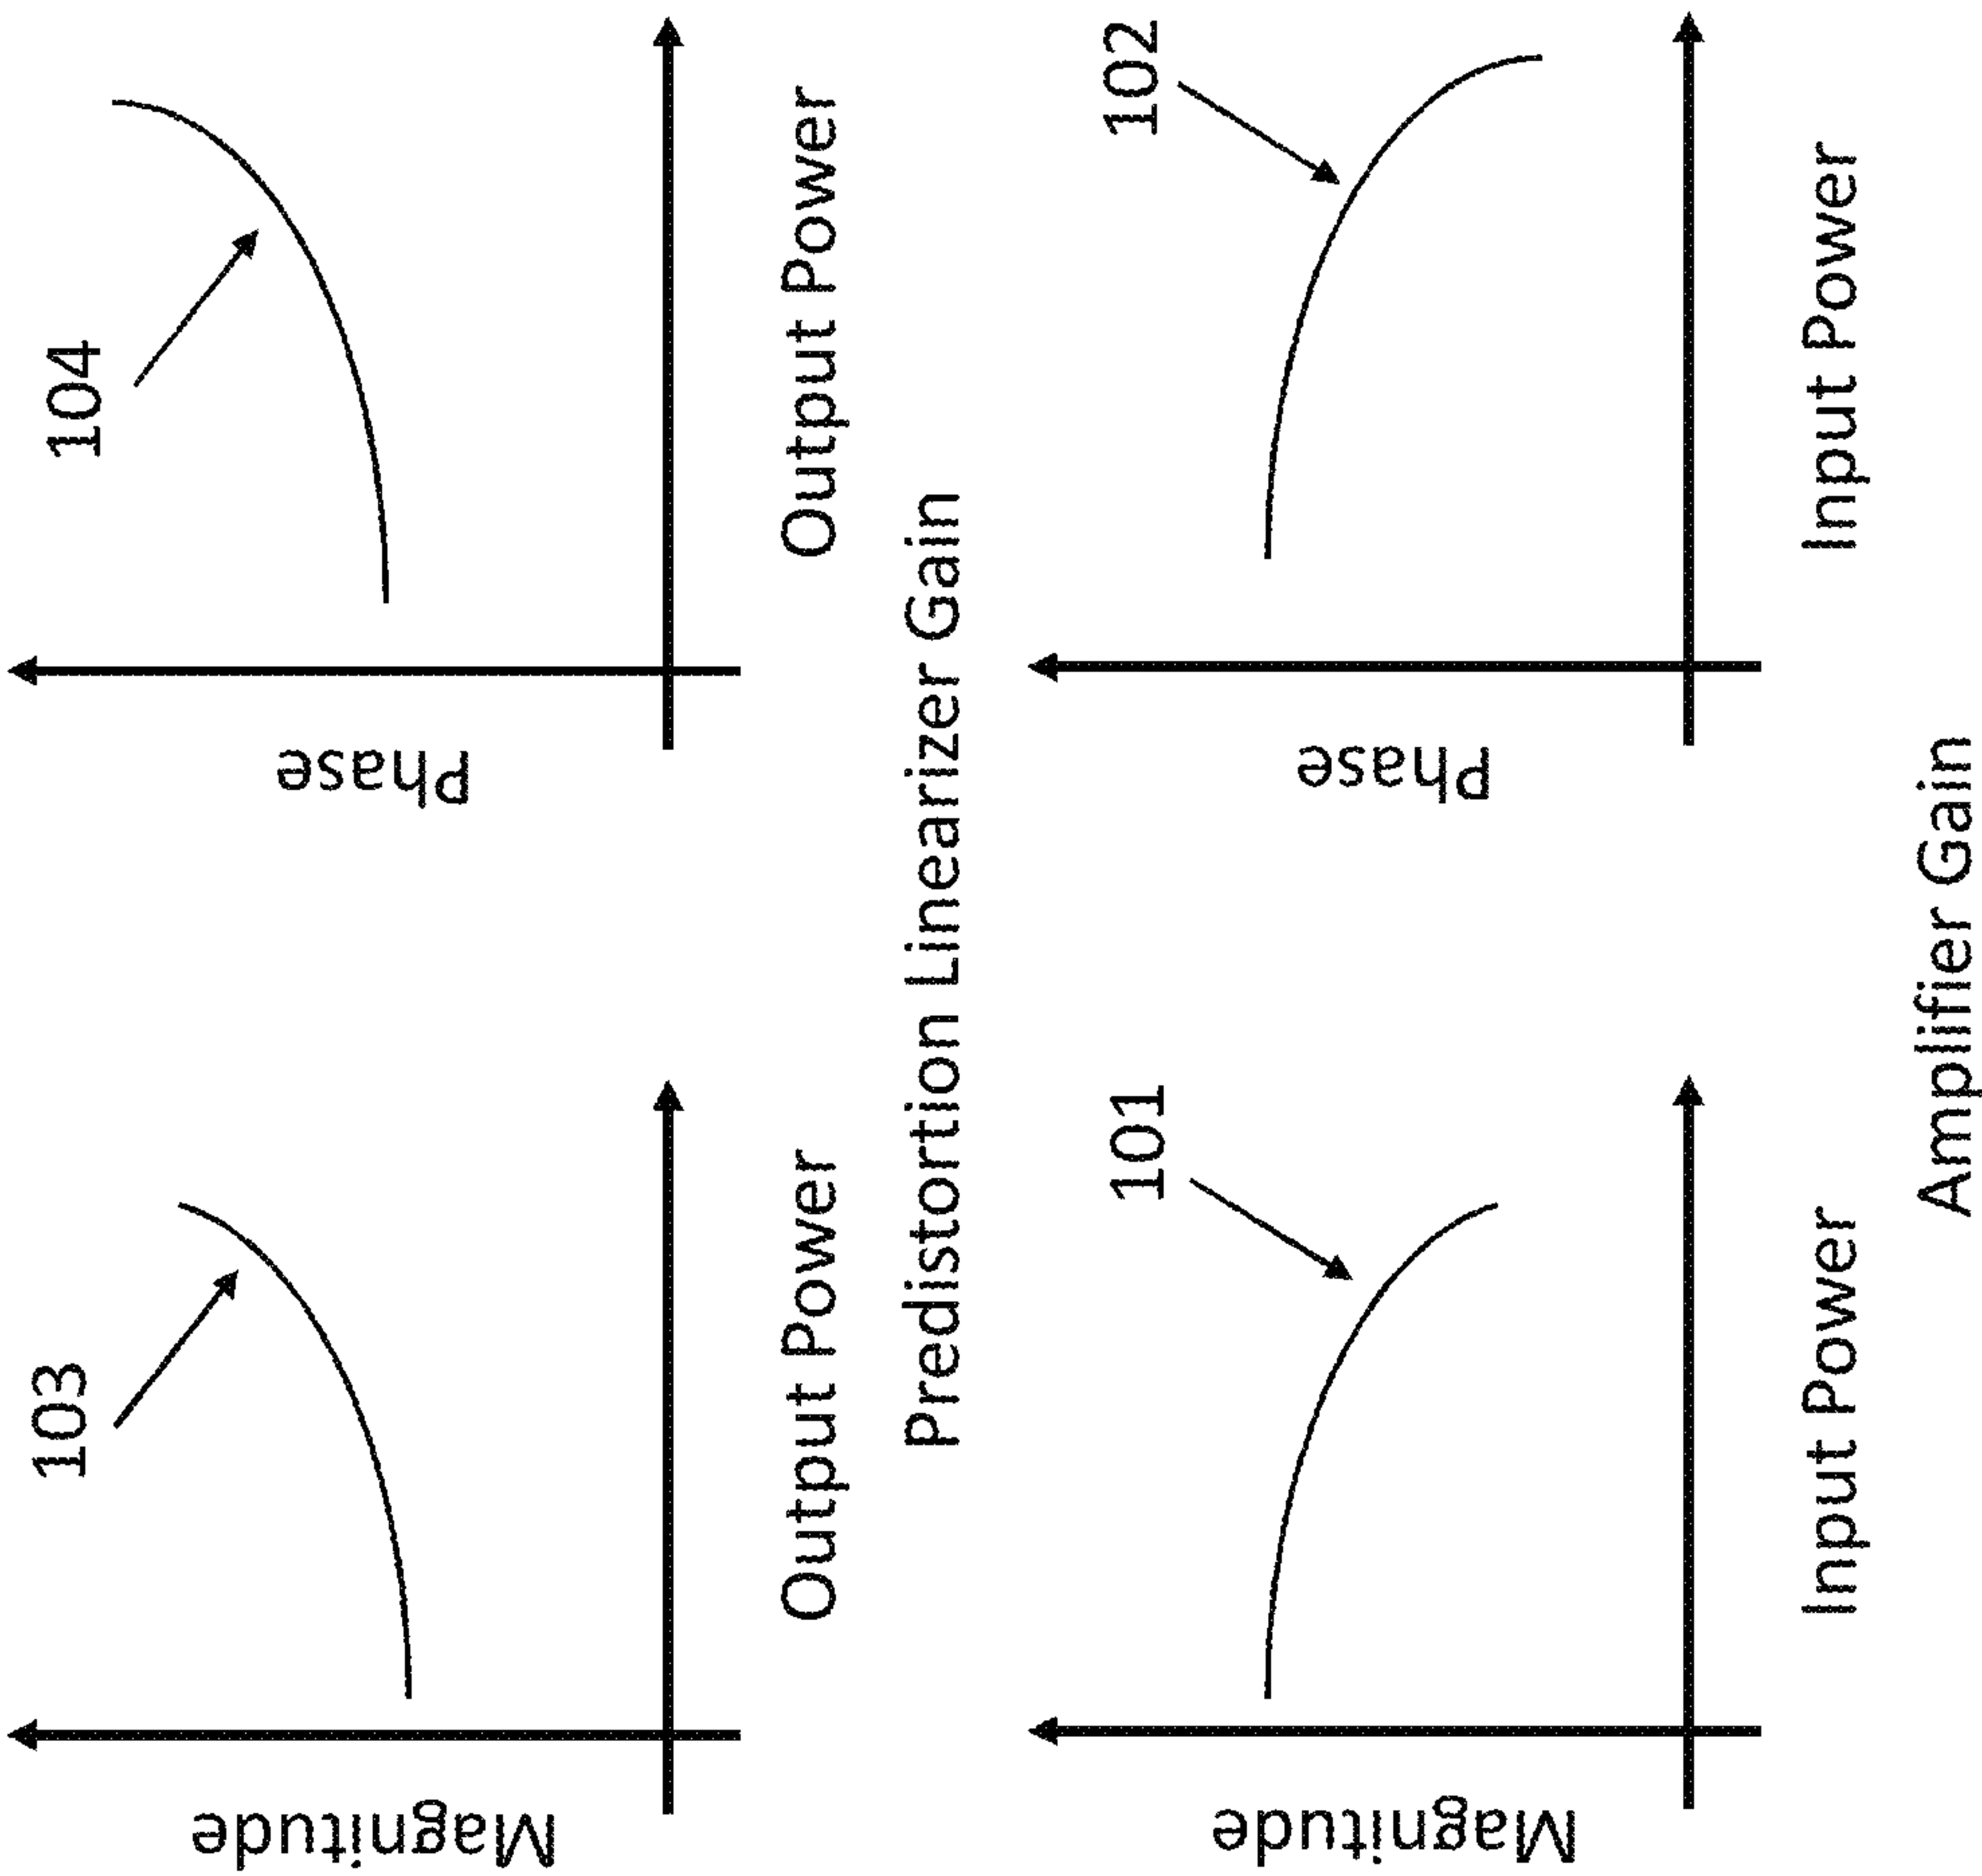 103
104
Magnitude
Phase
Output Power
Output Power
Predistortion Linearizer Gain
101
102
Magnitude
Phase
Input Power
Input Power
Amplifier Gain